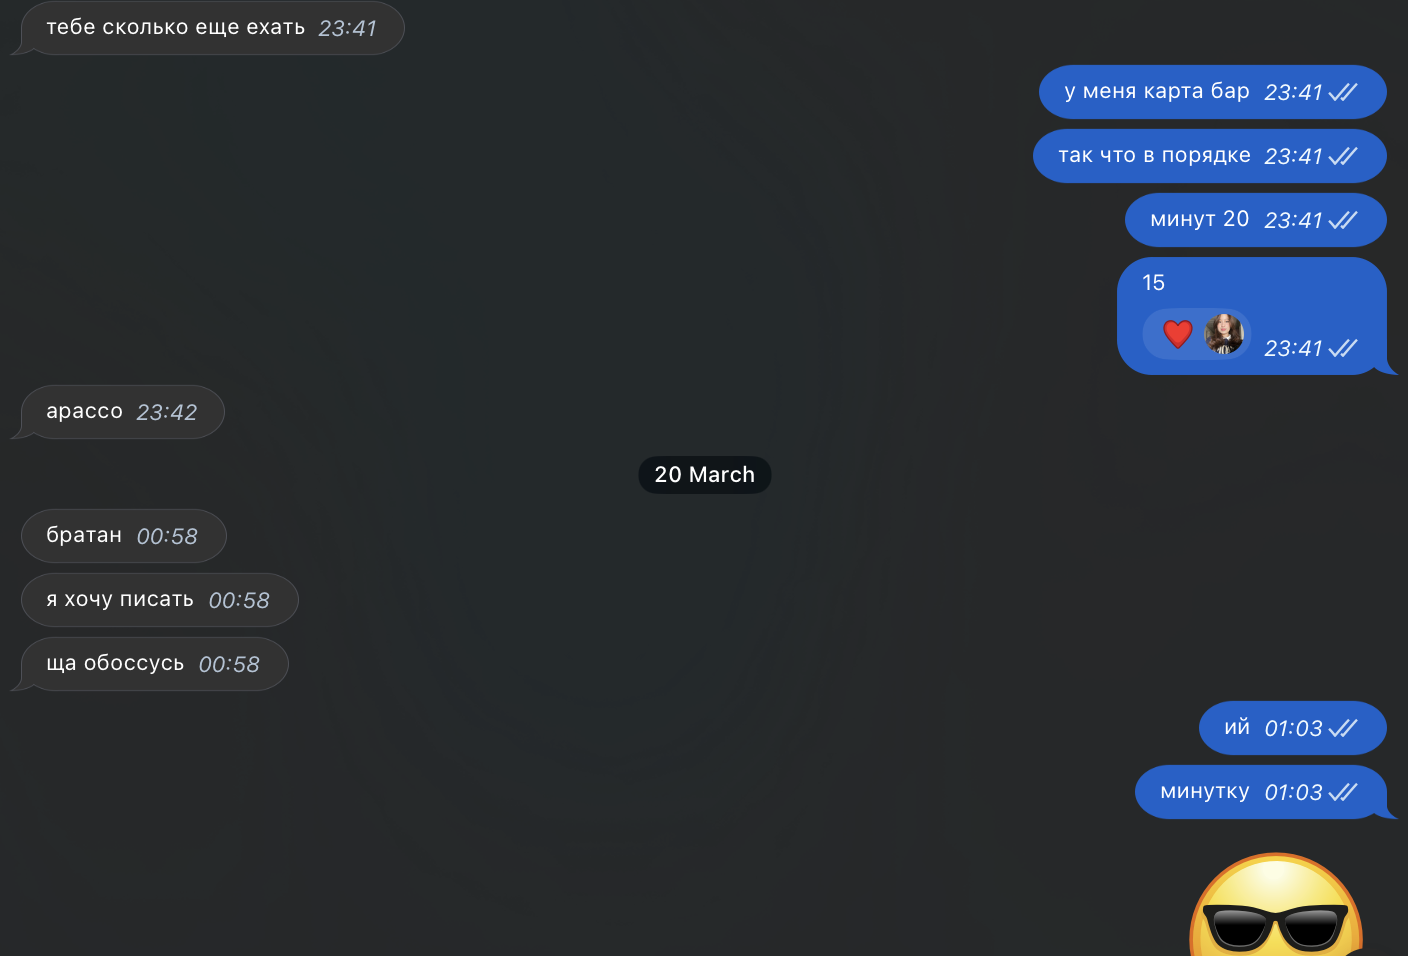 тебе сколько еще ехать 23:41
у меня карта бар 23:41
так что в порядке 23:41
минут 20 23:41
15
23:41
арассо 23:42
20 March
братан 00:58
я хочу писать 00:58
ща обоссусь 00:58
ий 01:03
минутку 01:03